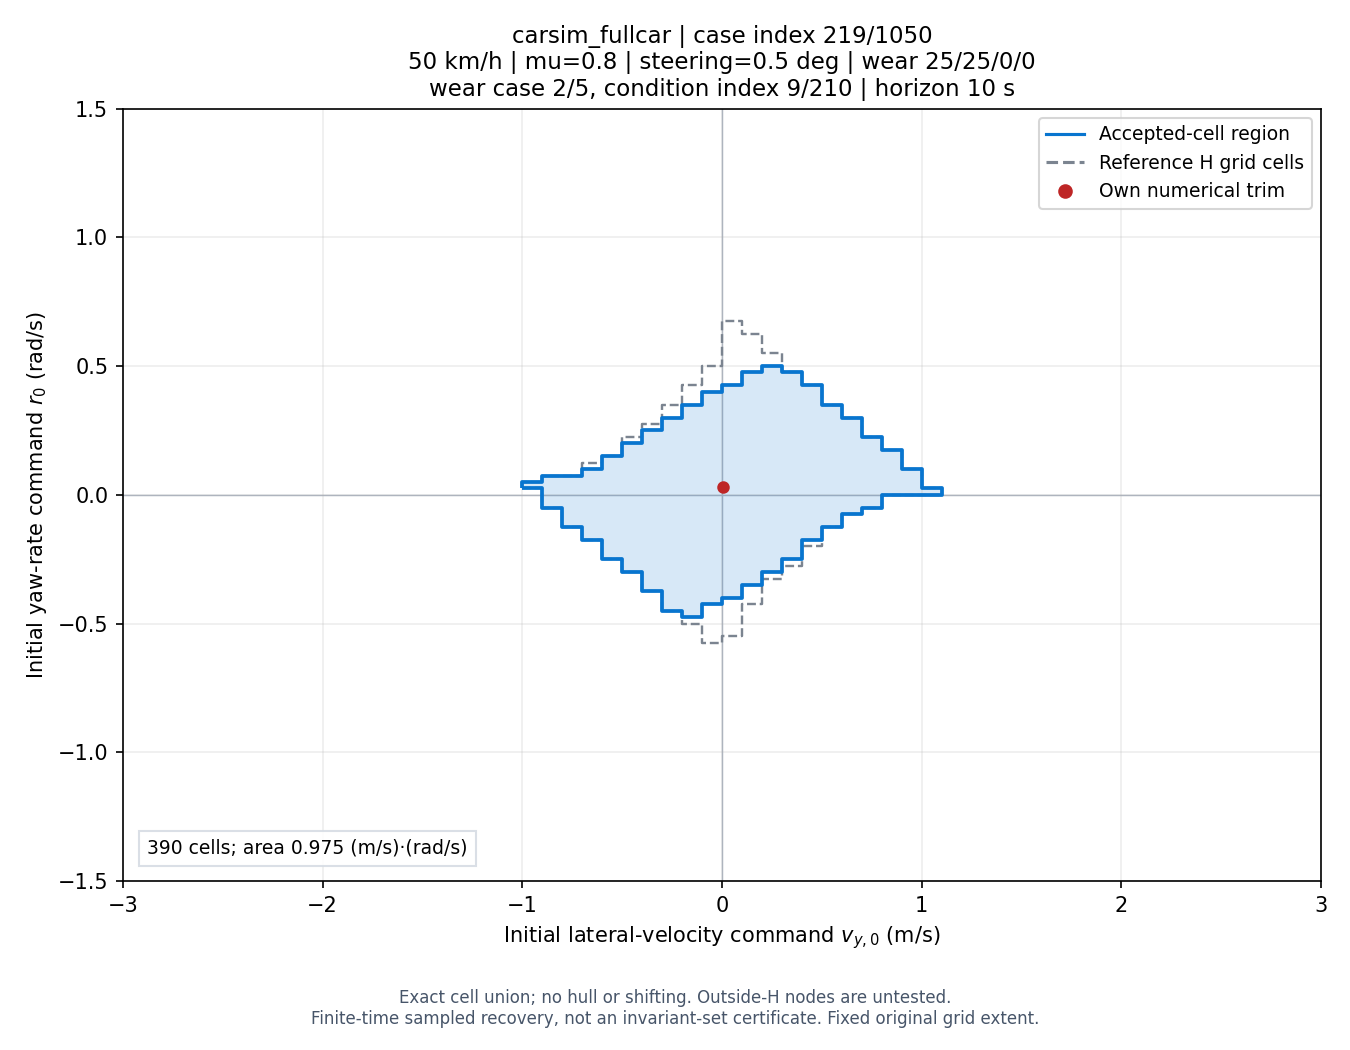 carsim_fullcar | case index 219/1050
50 km/h | mu=0.8 | steering=0.5 deg | wear 25/25/0/0
wear case 2/5, condition index 9/210 | horizon 10 s
Accepted-cell region
Reference H grid cells
Own numerical trim
1.5
1.0
0.5
0.0
−0.5
−1.0
−1.5
Initial yaw-rate command r₀ (rad/s)
390 cells; area 0.975 (m/s)·(rad/s)
−3
−2
−1
0
1
2
3
Initial lateral-velocity command v_{y,0} (m/s)
Exact cell union; no hull or shifting. Outside-H nodes are untested.
Finite-time sampled recovery, not an invariant-set certificate. Fixed original grid extent.